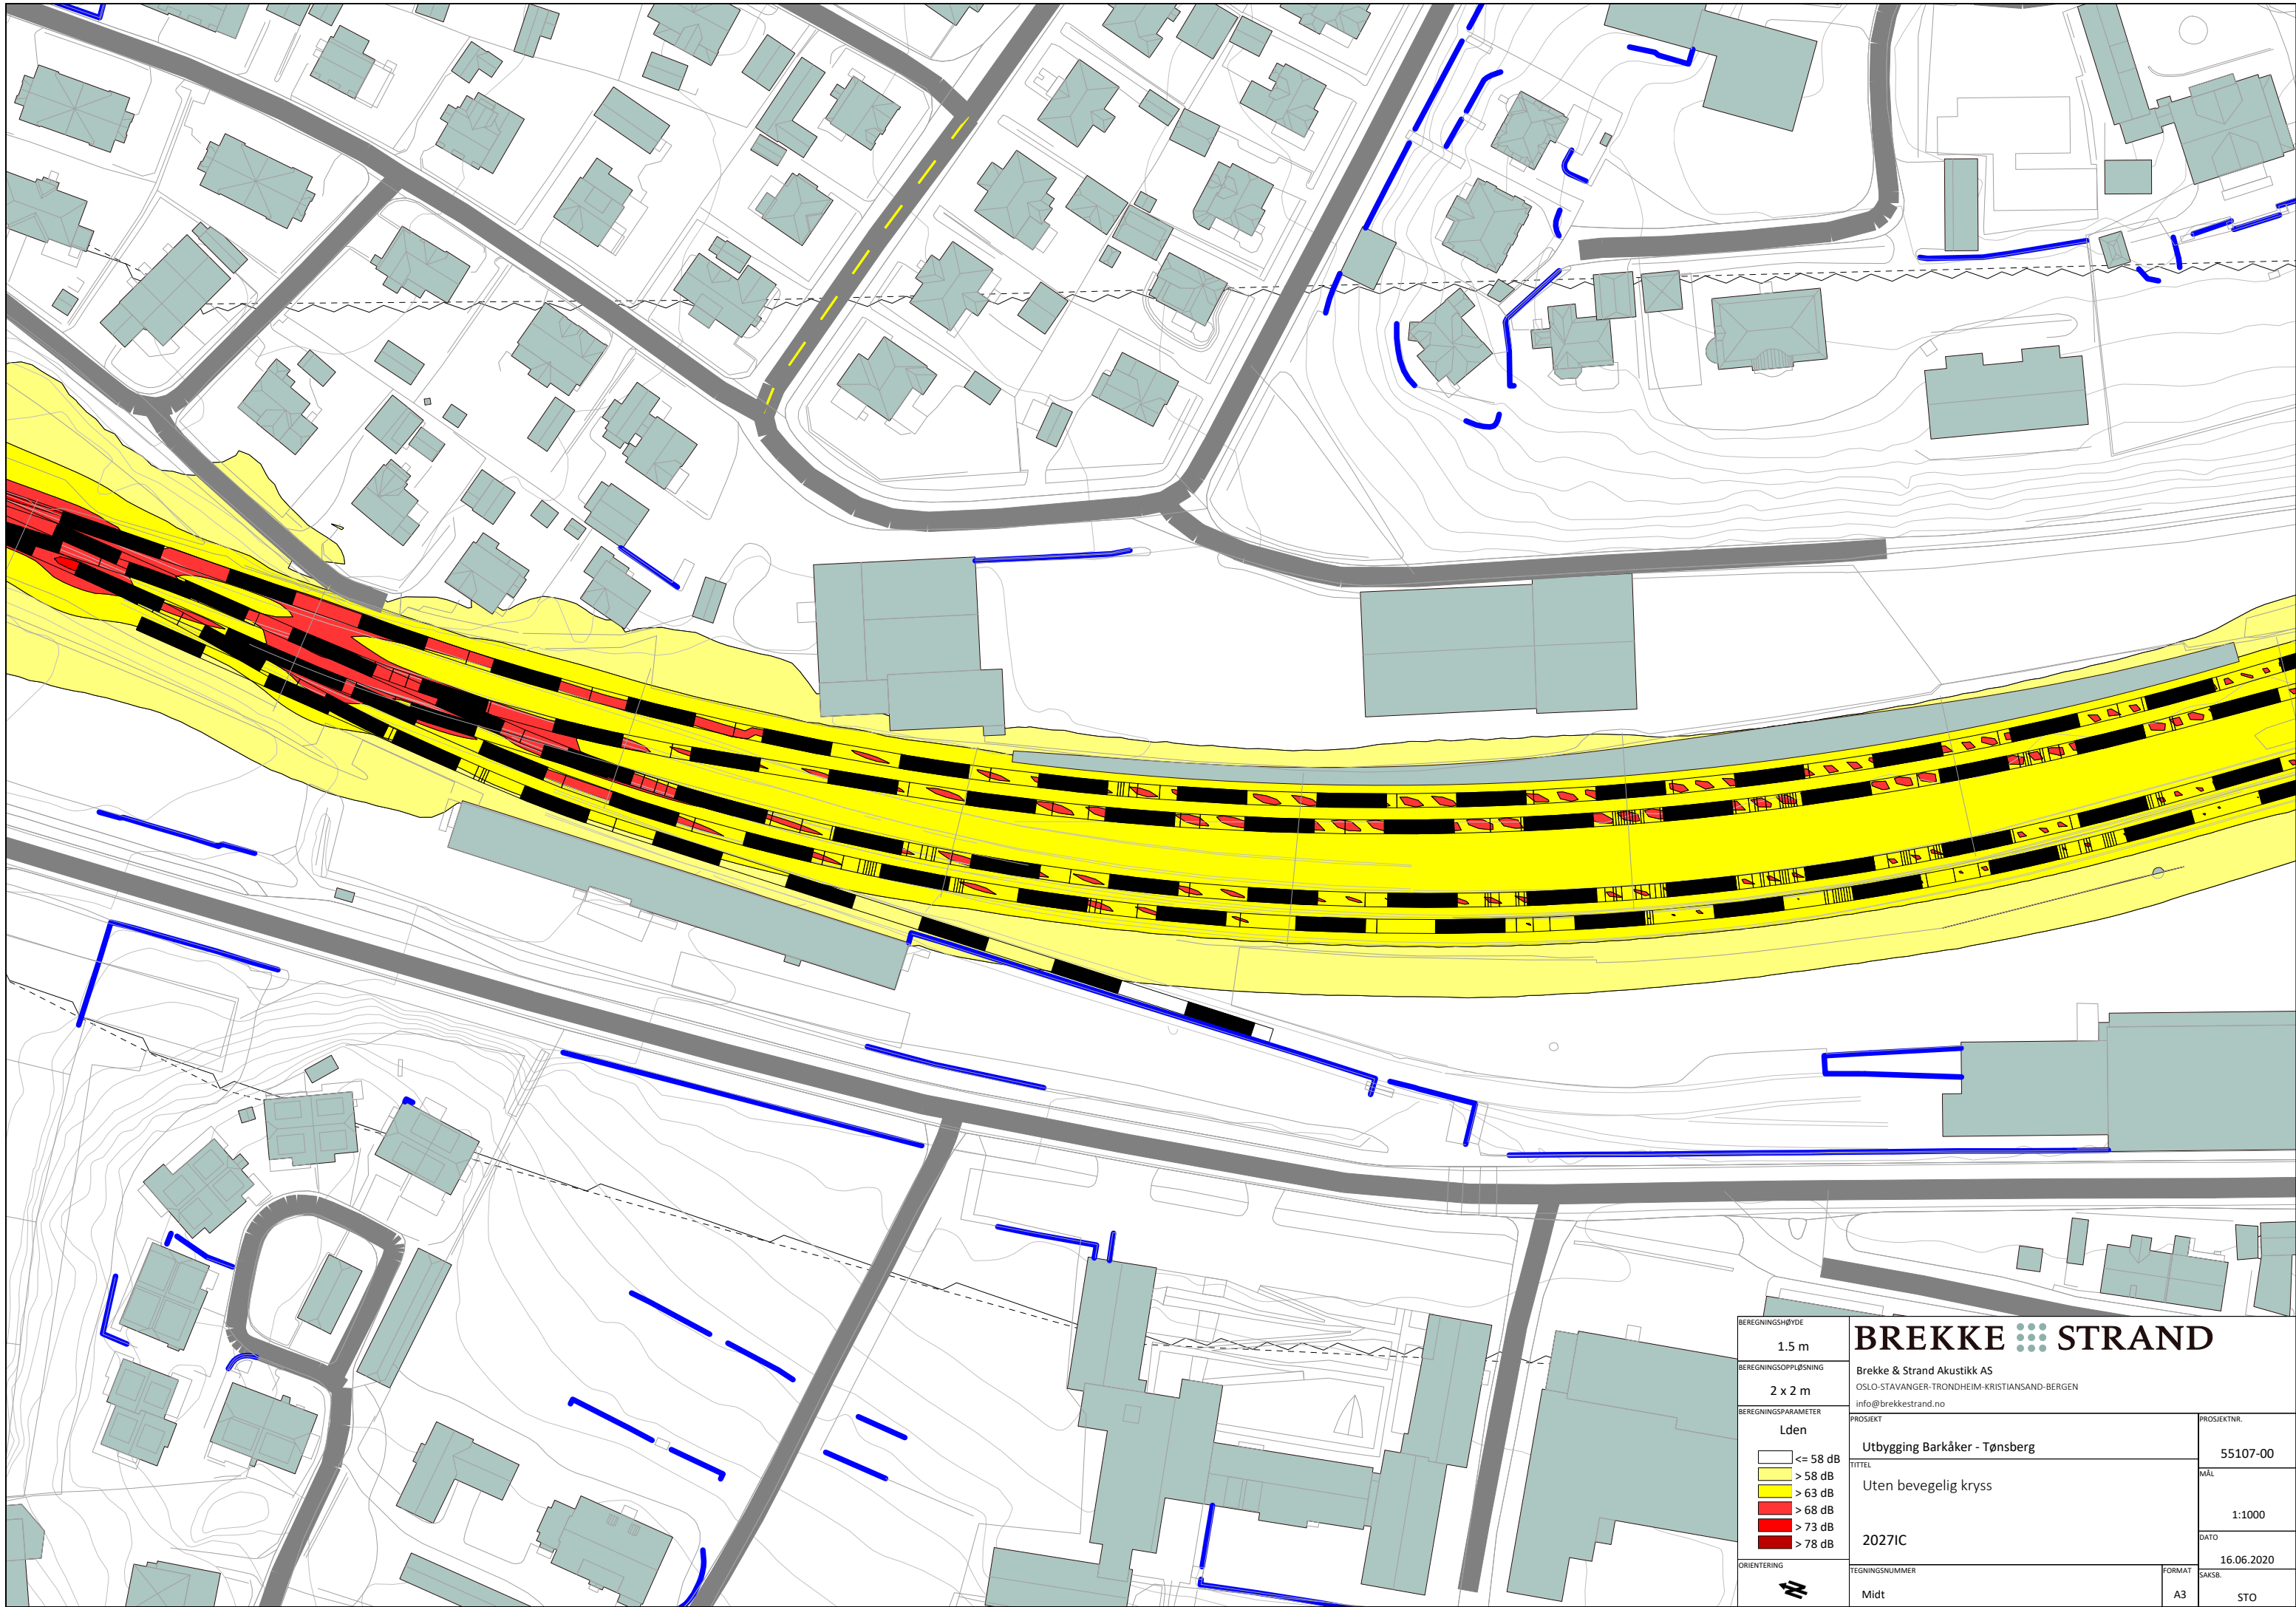 BEREGNINGSHØYDE
1.5 m
BEREGNINGSOPPLØSNING
2 x 2 m
BEREGNINGSPARAMETER
Lden
<= 58 dB
> 58 dB
> 63 dB
> 68 dB
> 73 dB
> 78 dB
ORIENTERING
BREKKE STRAND
Brekke & Strand Akustikk AS
OSLO-STAVANGER-TRONDHEIM-KRISTIANSAND-BERGEN
info@brekkestrand.no
PROSJEKT
Utbygging Barkåker - Tønsberg
PROSJEKTNR.
55107-00
TITTEL
Uten bevegelig kryss
2027IC
MÅL
1:1000
DATO
16.06.2020
TEGNINGSNUMMER
Midt
FORMAT
A3
SAKSB.
STO